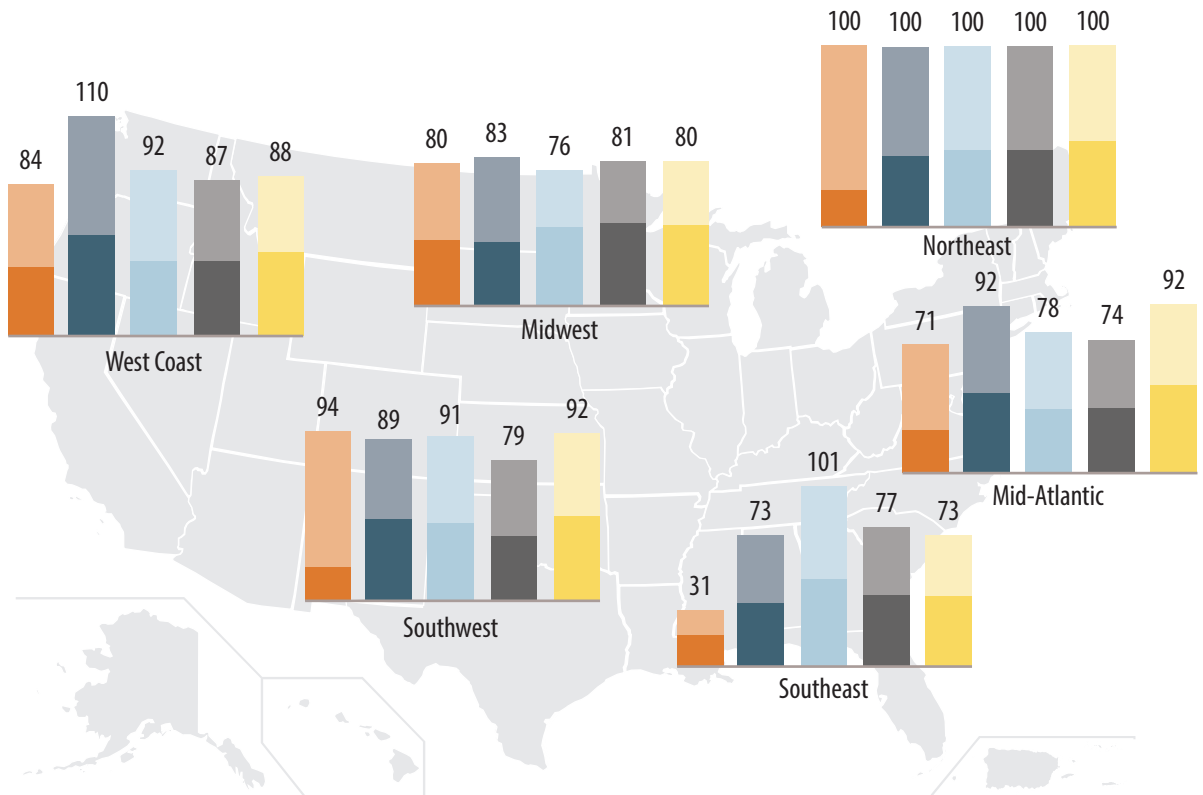 100 100 100 100 100
Northeast
110
84 92 87 88
West Coast
80 83 76 81 80
Midwest
71 92 78 74 92
Mid-Atlantic
94 89 91 79 92
Southwest
31 73 101 77 73
Southeast